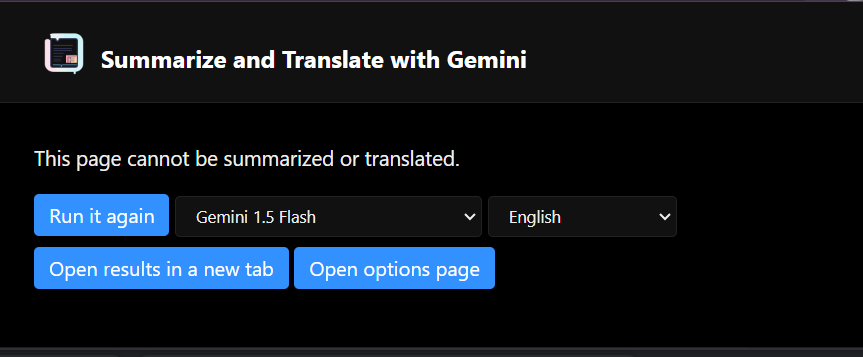 Summarize and Translate with Gemini
This page cannot be summarized or translated.
Run it again Gemini 1.5 Flash English
Open results in a new tab Open options page